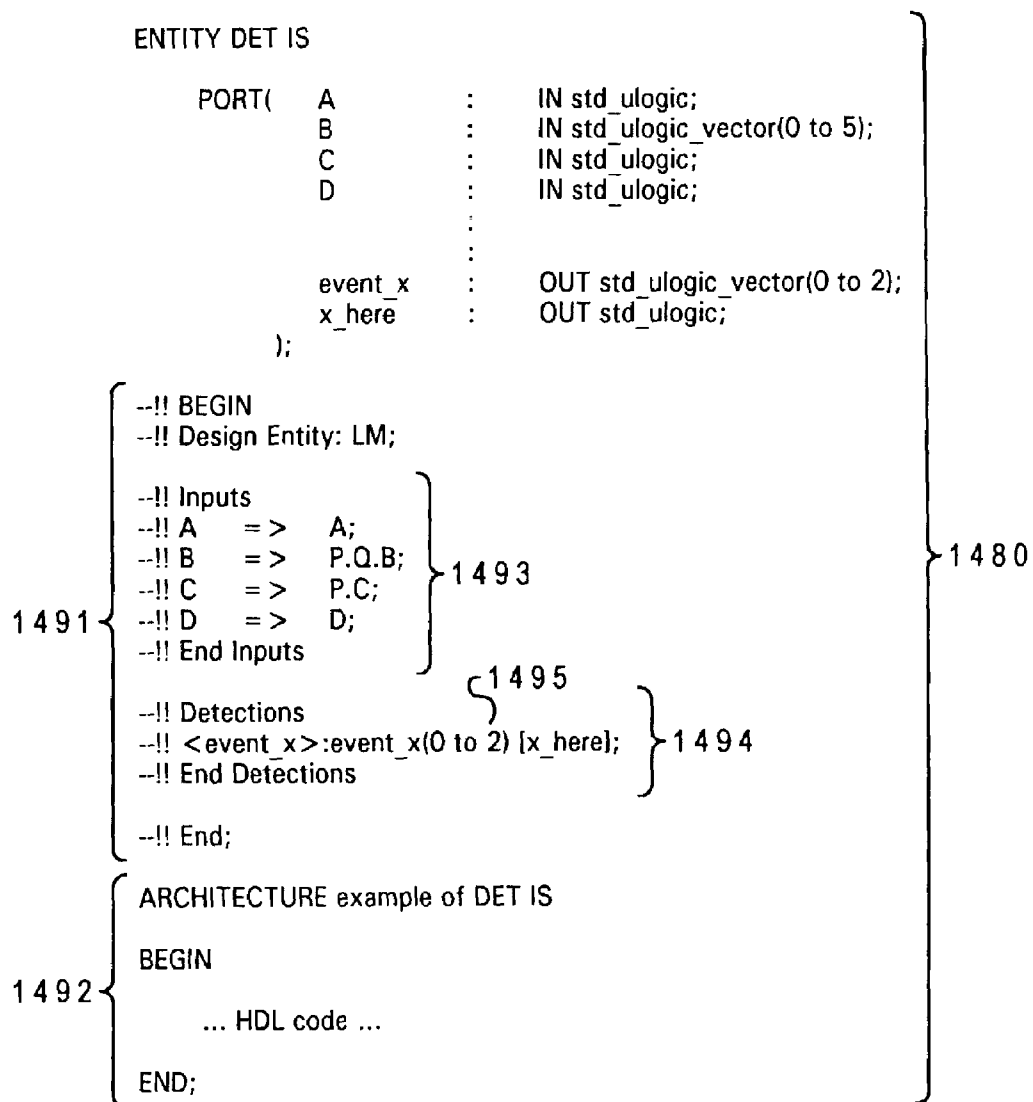 ENTITY DET IS
PORT( A : IN std_ulogic;
B : IN std_ulogic_vector(0 to 5);
C : IN std_ulogic;
D : IN std_ulogic;
:
:
event_x : OUT std_ulogic_vector(0 to 2);
x_here : OUT std_ulogic;
);
--!! BEGIN
--!! Design Entity: LM;
--!! Inputs
--!! A => A;
--!! B => P.Q.B;
--!! C => P.C;
--!! D => D;
--!! End Inputs
1493
1480
1491
1495
--!! Detections
--!! <event_x>:event_x(0 to 2) [x_here];
--!! End Detections
1494
--!! End;
ARCHITECTURE example of DET IS
BEGIN
1492
... HDL code ...
END;